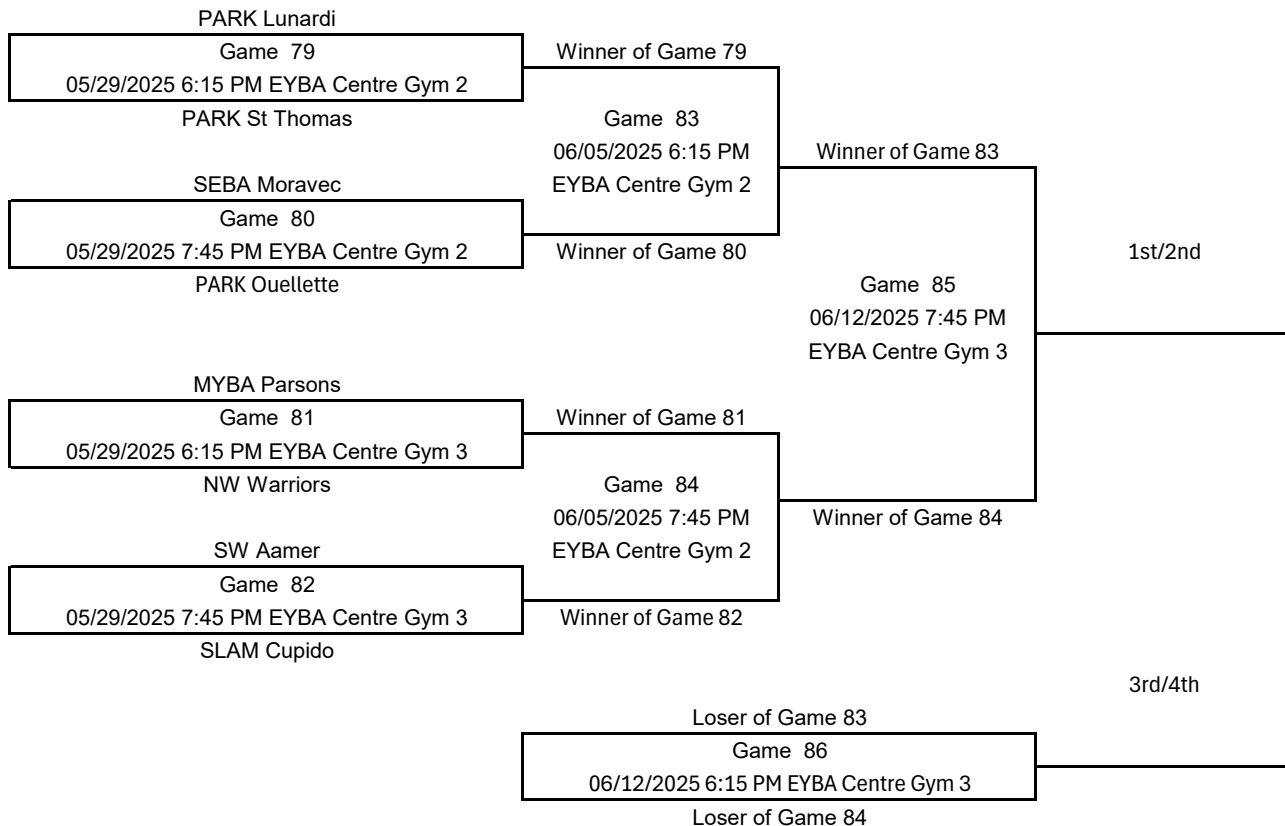 PARK Lunardi
Game 79
05/29/2025 6:15 PM EYBA Centre Gym 2
PARK St Thomas
SEBA Moravec
Game 80
05/29/2025 7:45 PM EYBA Centre Gym 2
PARK Ouellette
MYBA Parsons
Game 81
05/29/2025 6:15 PM EYBA Centre Gym 3
NW Warriors
SW Aamer
Game 82
05/29/2025 7:45 PM EYBA Centre Gym 3
SLAM Cupido
Winner of Game 79
Game 83
06/05/2025 6:15 PM
EYBA Centre Gym 2
Winner of Game 80
Winner of Game 81
Game 84
06/05/2025 7:45 PM
EYBA Centre Gym 2
Winner of Game 82
Winner of Game 83
Game 85
06/12/2025 7:45 PM
EYBA Centre Gym 3
Winner of Game 84
1st/2nd
Loser of Game 83
Game 86
06/12/2025 6:15 PM EYBA Centre Gym 3
Loser of Game 84
3rd/4th